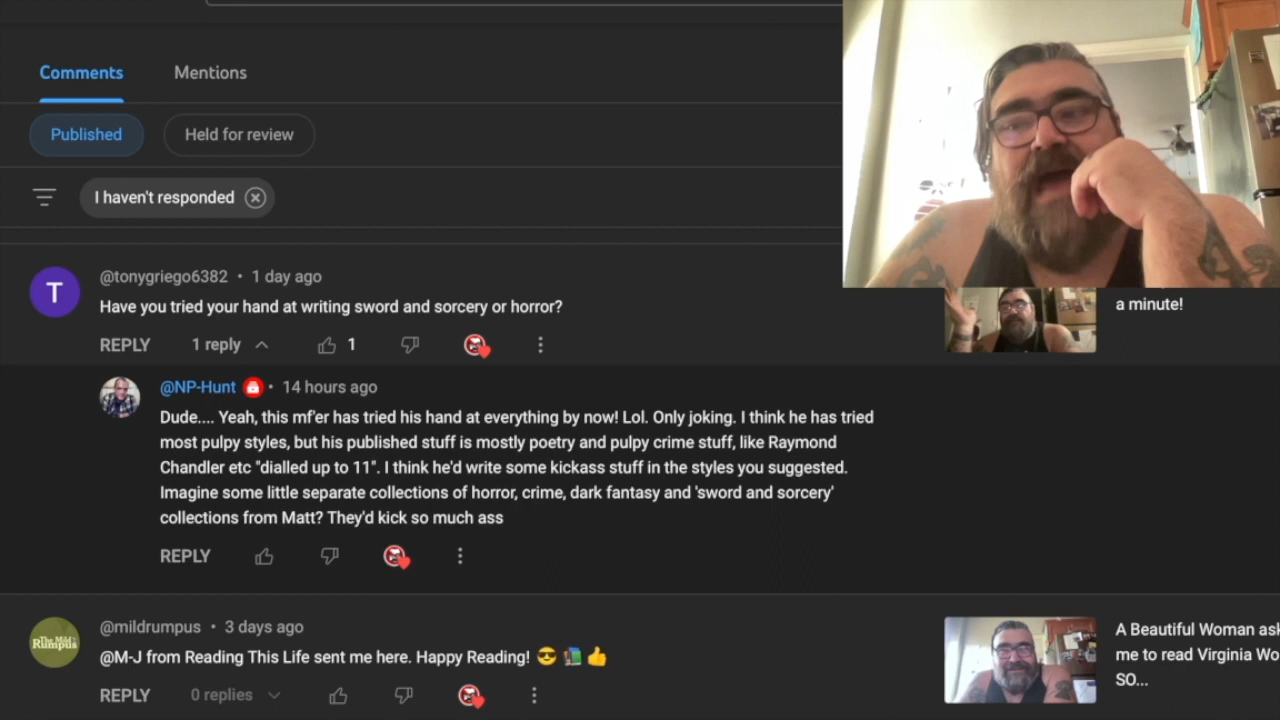 Comments
Mentions
Published
Held for review
I haven't responded
T
@tonygriego6382 • 1 day ago
Have you tried your hand at writing sword and sorcery or horror?
a minute!
REPLY
1 reply
1
@NP-Hunt • 14 hours ago
Dude.... Yeah, this mf'er has tried his hand at everything by now! Lol. Only joking. I think he has tried
most pulpy styles, but his published stuff is mostly poetry and pulpy crime stuff, like Raymond
Chandler etc "dialled up to 11". I think he'd write some kickass stuff in the styles you suggested.
Imagine some little separate collections of horror, crime, dark fantasy and 'sword and sorcery'
collections from Matt? They'd kick so much ass
REPLY
The Mild
Rumpus
@mildrumpus • 3 days ago
@M-J from Reading This Life sent me here. Happy Reading! 😎 📚 👍
REPLY
0 replies
A Beautiful Woman ask
me to read Virginia Wo
SO...